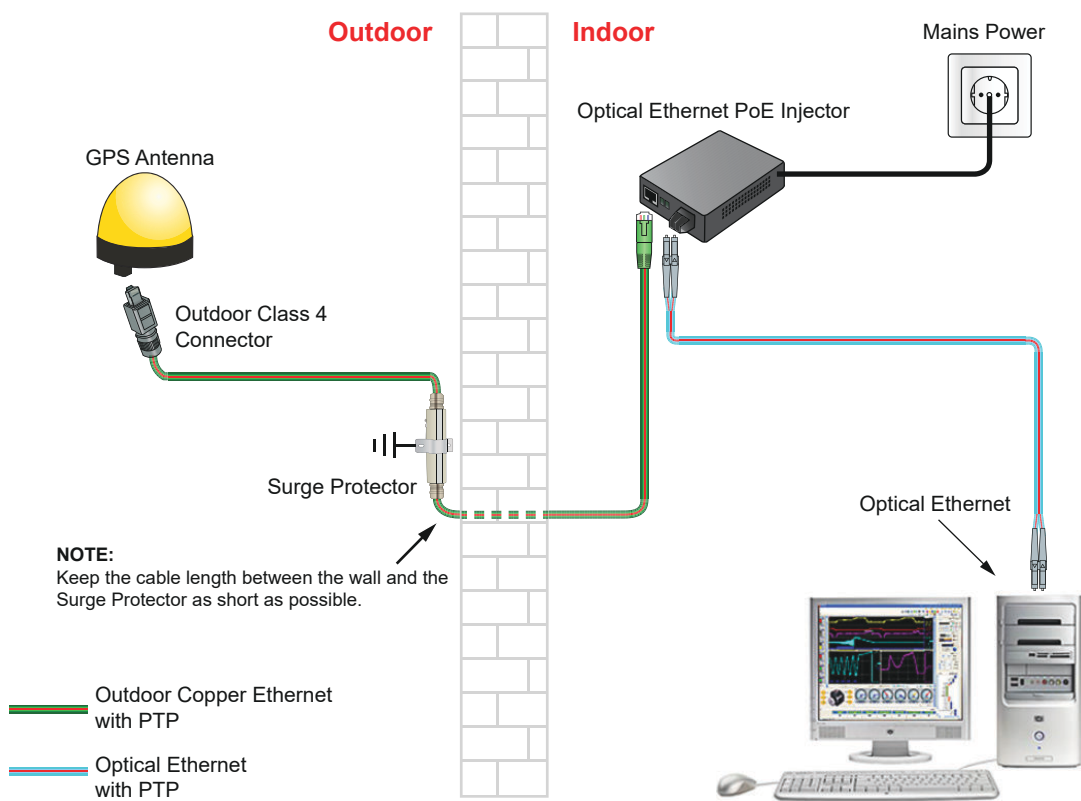 Outdoor
Indoor
Mains Power
Optical Ethernet PoE Injector
GPS Antenna
Outdoor Class 4
Connector
Surge Protector
Optical Ethernet
NOTE:
Keep the cable length between the wall and the
Surge Protector as short as possible.
Outdoor Copper Ethernet
with PTP
Optical Ethernet
with PTP